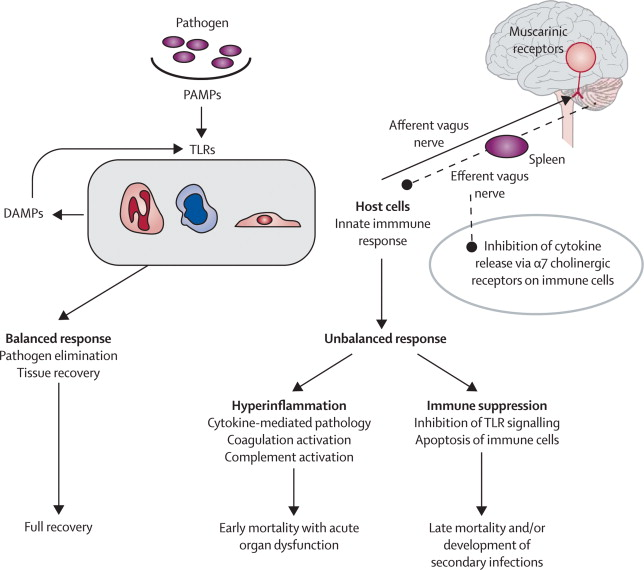 Pathogen
PAMPs
TLRs
DAMPs
Muscarinic
receptors
Afferent vagus
nerve
Spleen
Efferent vagus
nerve
Host cells
Innate immmune
response
Inhibition of cytokine
release via α7 cholinergic
receptors on immune cells
Balanced response
Pathogen elimination
Tissue recovery
Unbalanced response
Hyperinflammation
Cytokine-mediated pathology
Coagulation activation
Complement activation
Immune suppression
Inhibition of TLR signalling
Apoptosis of immune cells
Full recovery
Early mortality with acute
organ dysfunction
Late mortality and/or
development of
secondary infections